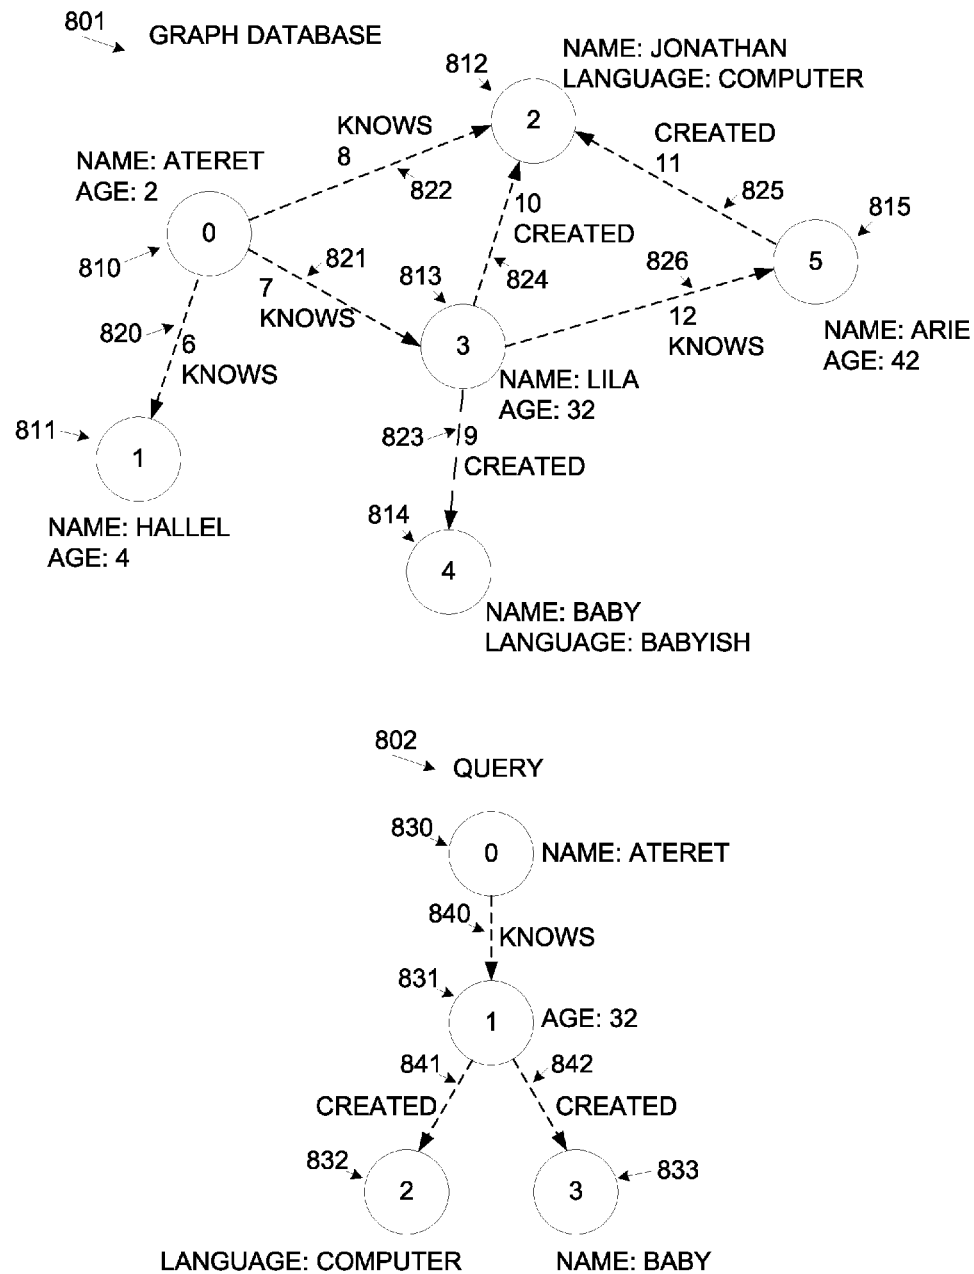 801
GRAPH DATABASE
NAME: JONATHAN
LANGUAGE: COMPUTER
812
2
KNOWS
8
822
CREATED
11
825
NAME: ATERET
AGE: 2
0
810
10
CREATED
824
815
5
821
7
KNOWS
813
826
12
KNOWS
3
820
6
KNOWS
NAME: ARIE
AGE: 42
NAME: LILA
AGE: 32
811
1
823
9
CREATED
NAME: HALLEL
AGE: 4
814
4
NAME: BABY
LANGUAGE: BABYISH
802
QUERY
830
0
NAME: ATERET
840
KNOWS
831
1
AGE: 32
841
842
CREATED
CREATED
832
2
3
833
LANGUAGE: COMPUTER
NAME: BABY